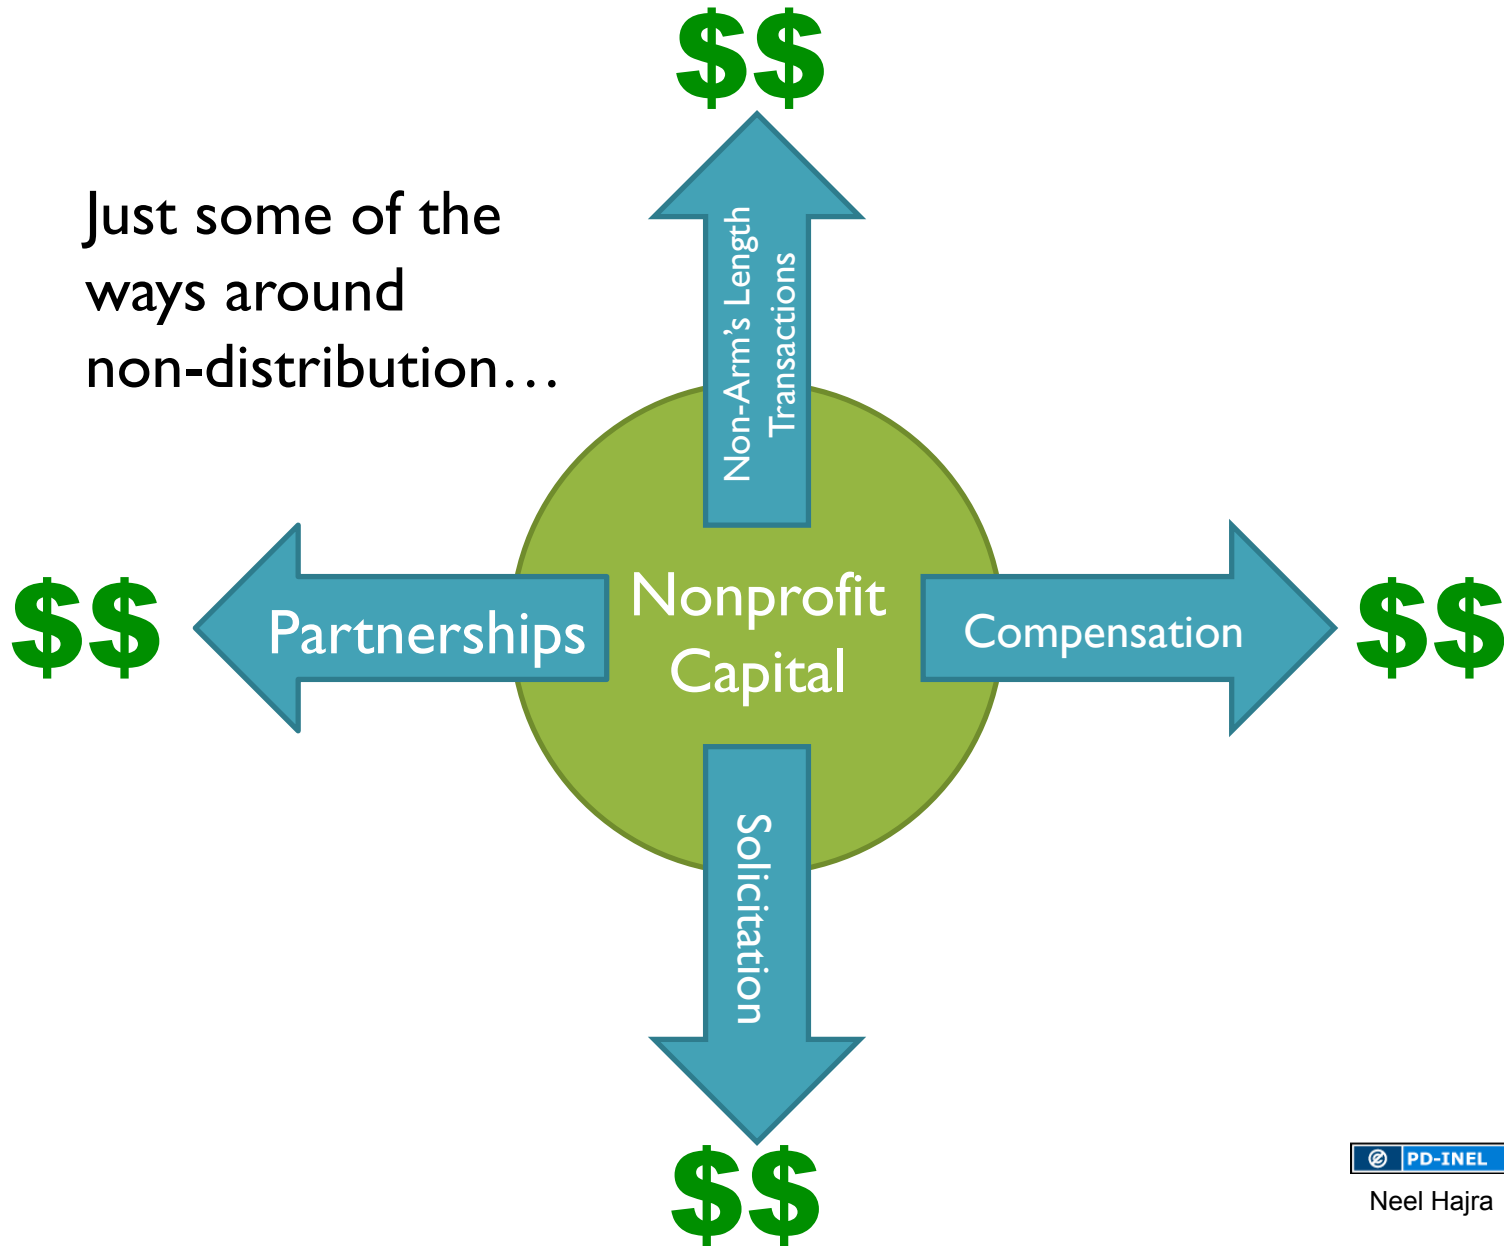 $$
Just some of the
ways around
non-distribution…
Non-Arm's Length
Transactions
$$
Partnerships
Nonprofit
Capital
Compensation
$$
Solicitation
$$
PD-INEL
Neel Hajra